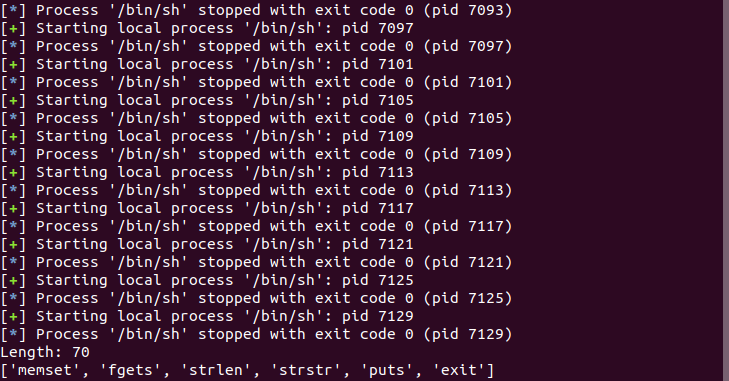 [*] Process '/bin/sh' stopped with exit code 0 (pid 7093)
[+] Starting local process '/bin/sh': pid 7097
[*] Process '/bin/sh' stopped with exit code 0 (pid 7097)
[+] Starting local process '/bin/sh': pid 7101
[*] Process '/bin/sh' stopped with exit code 0 (pid 7101)
[+] Starting local process '/bin/sh': pid 7105
[*] Process '/bin/sh' stopped with exit code 0 (pid 7105)
[+] Starting local process '/bin/sh': pid 7109
[*] Process '/bin/sh' stopped with exit code 0 (pid 7109)
[+] Starting local process '/bin/sh': pid 7113
[*] Process '/bin/sh' stopped with exit code 0 (pid 7113)
[+] Starting local process '/bin/sh': pid 7117
[*] Process '/bin/sh' stopped with exit code 0 (pid 7117)
[+] Starting local process '/bin/sh': pid 7121
[*] Process '/bin/sh' stopped with exit code 0 (pid 7121)
[+] Starting local process '/bin/sh': pid 7125
[*] Process '/bin/sh' stopped with exit code 0 (pid 7125)
[+] Starting local process '/bin/sh': pid 7129
[*] Process '/bin/sh' stopped with exit code 0 (pid 7129)
Length: 70
['memset', 'fgets', 'strlen', 'strstr', 'puts', 'exit']